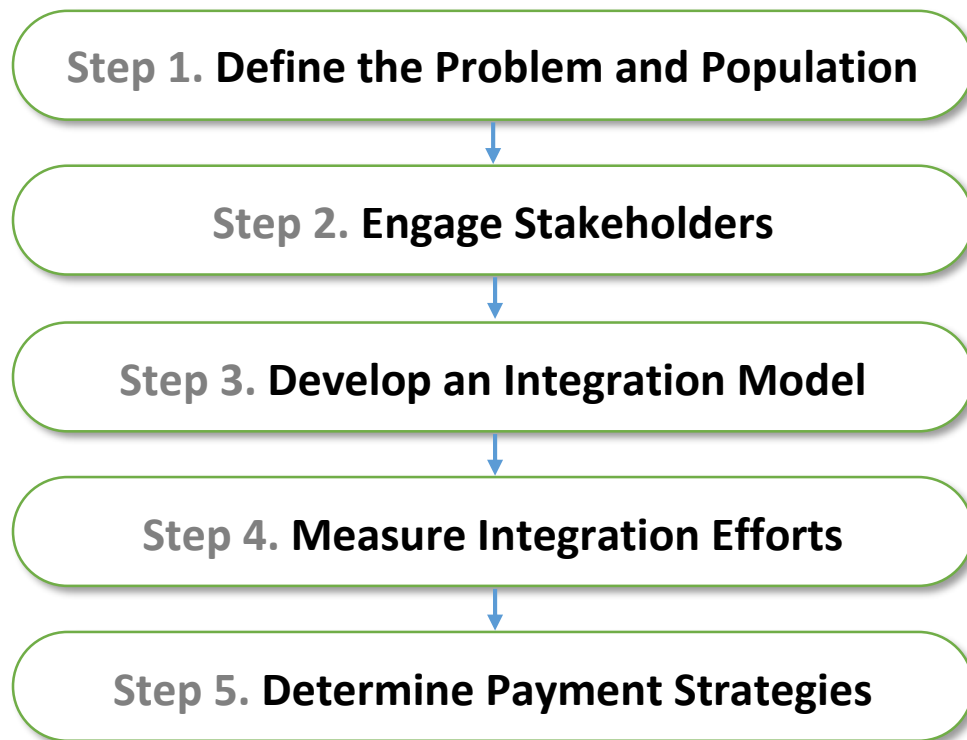 Step 1. Define the Problem and Population
Step 2. Engage Stakeholders
Step 3. Develop an Integration Model
Step 4. Measure Integration Efforts
Step 5. Determine Payment Strategies